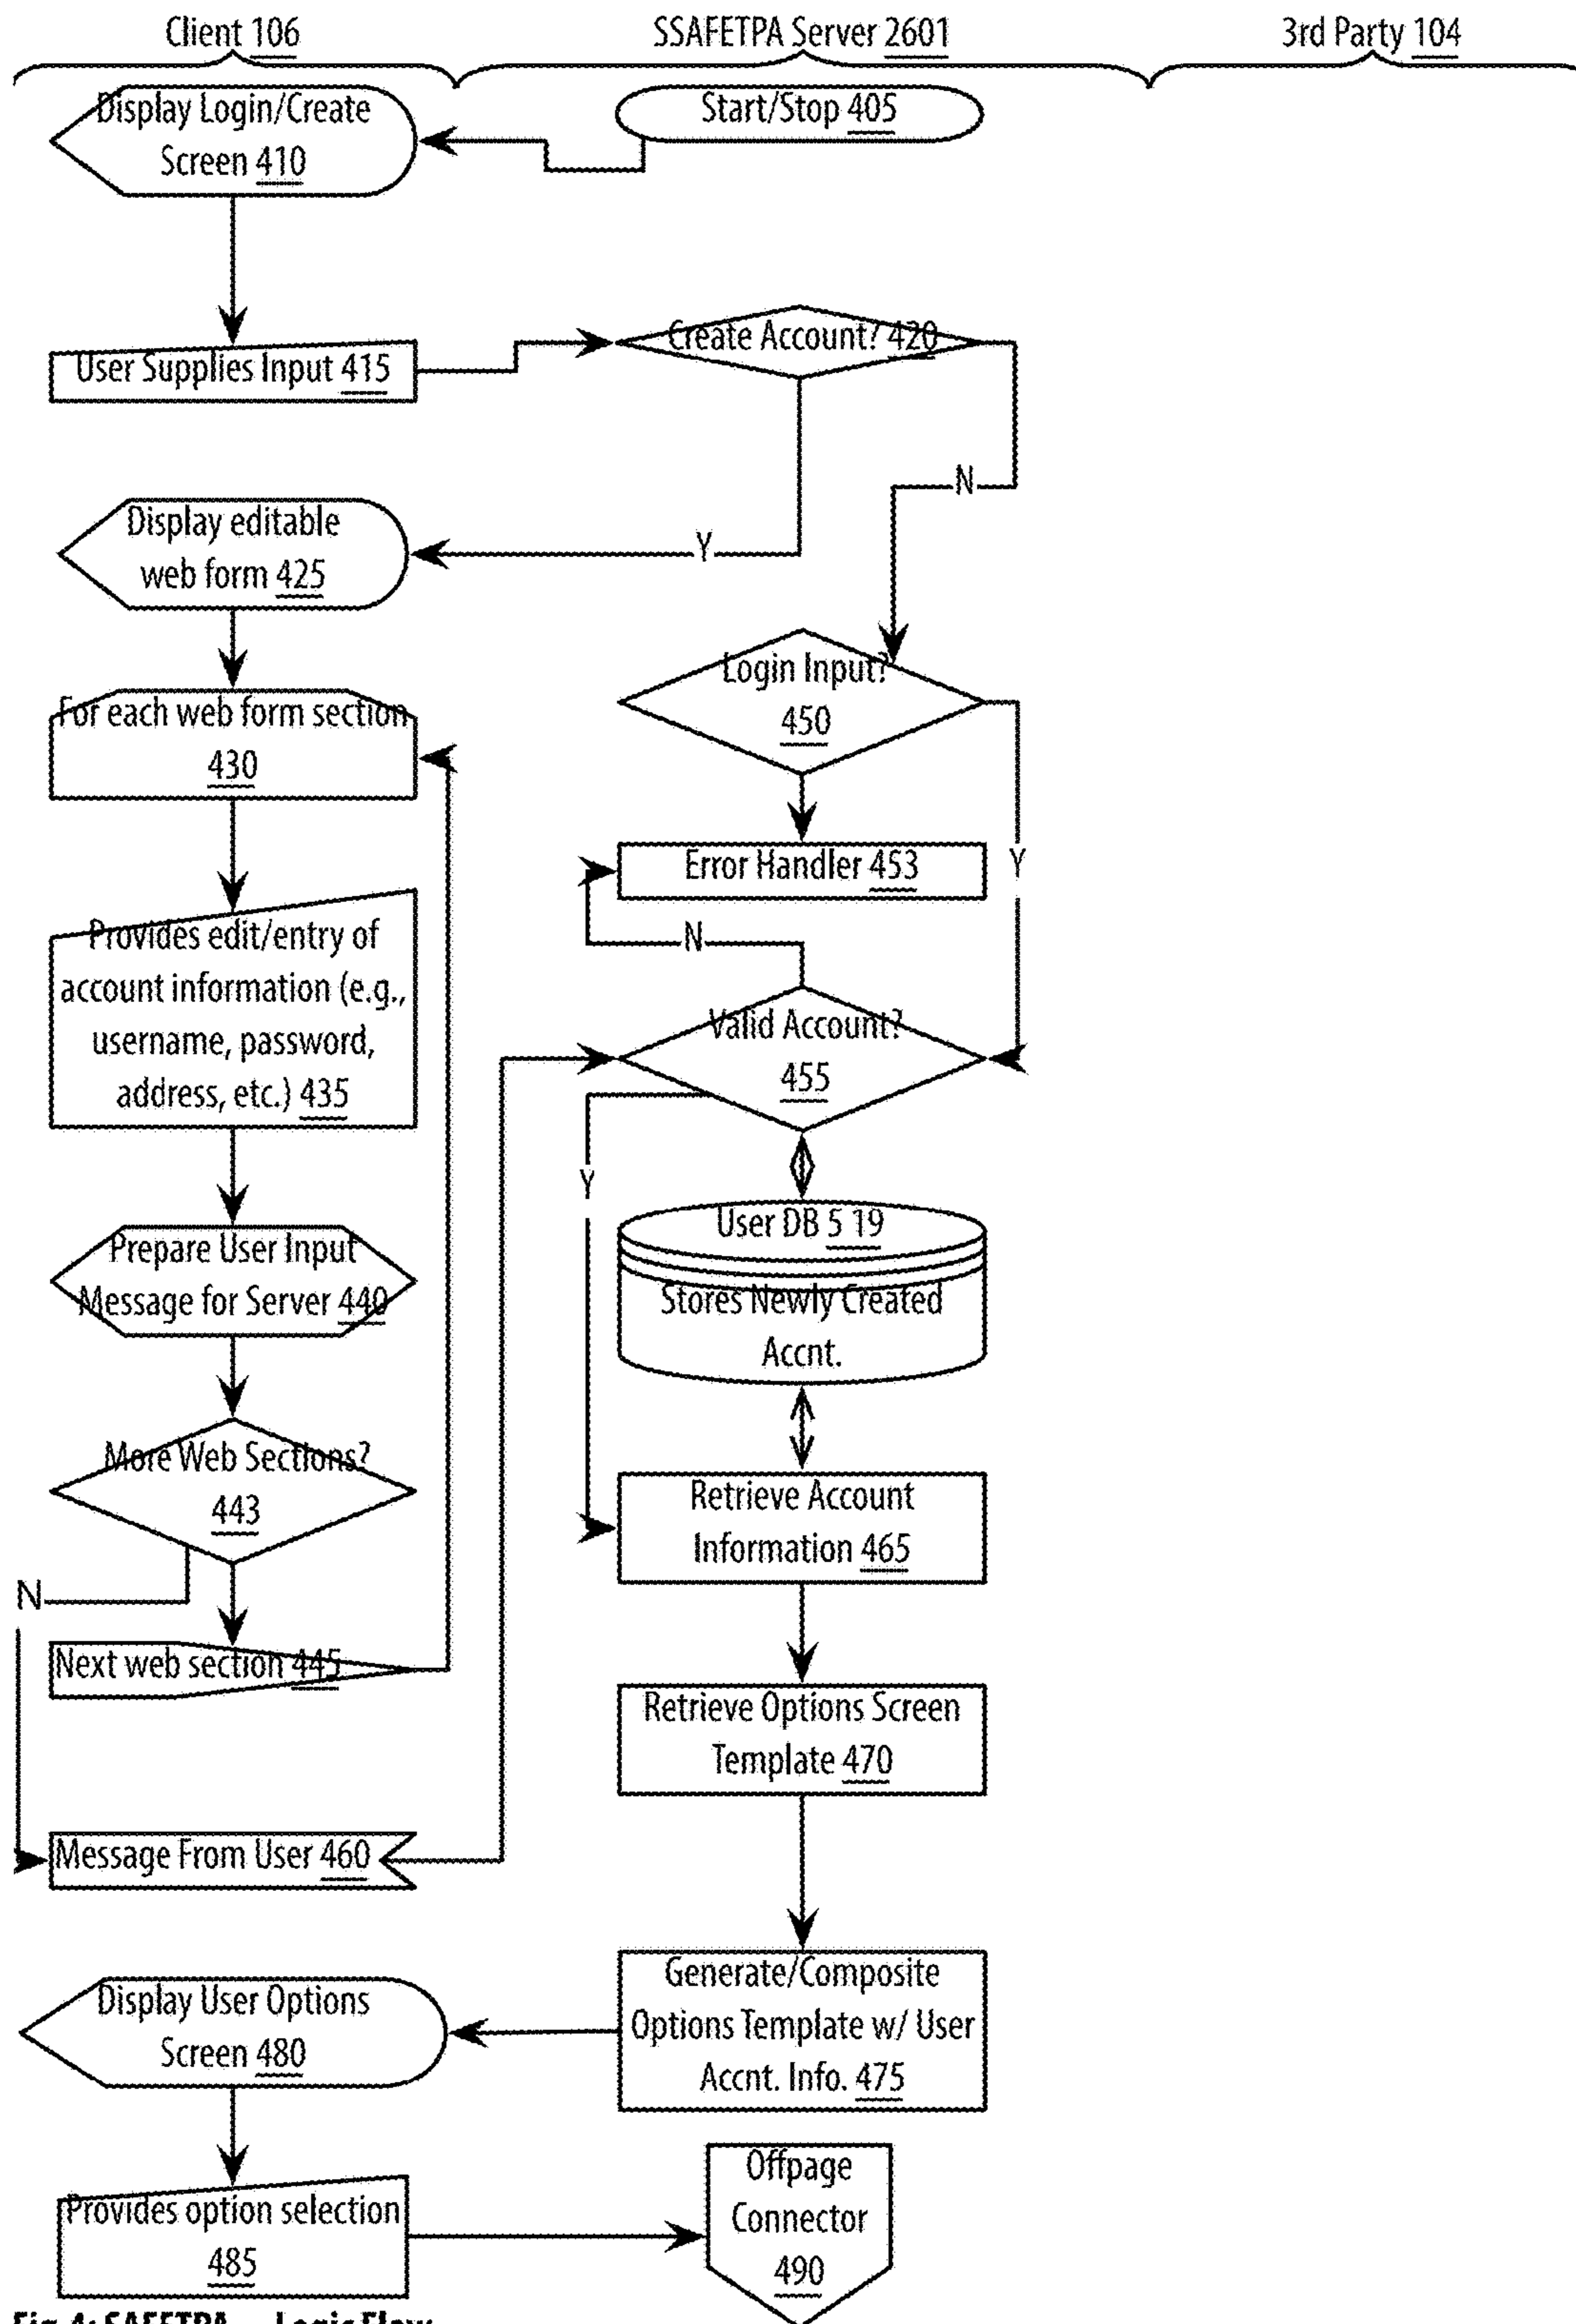 Client 106
SSAFETPA Server 2601
3rd Party 104
Display Login/Create
Screen 410
Start/Stop 405
User Supplies Input 415
Create Account? 420
N
Y
Display editable
web form 425
Login Input?
450
For each web form section
430
Error Handler 453
Y
N
Provides edit/entry of
account information (e.g.,
username, password,
address, etc.) 435
Valid Account?
455
Y
User DB 5 19
Stores Newly Created
Accnt.
Prepare User Input
Message for Server 440
More Web Sections?
443
N
Retrieve Account
Information 465
Next web section 445
Retrieve Options Screen
Template 470
Message From User 460
Generate/Composite
Options Template w/ User
Accnt. Info. 475
Display User Options
Screen 480
Provides option selection
485
Offpage
Connector
490
Fig 4: SAFETPA
Logic Flow